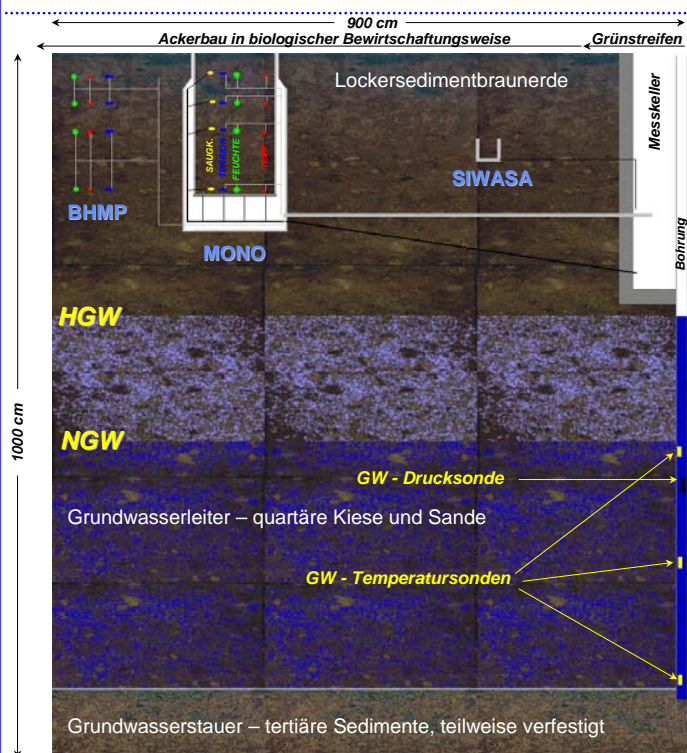 900 cm
Ackerbau in biologischer Bewirtschaftungsweise
Grünstreifen
Lockersedimentbraunerde
Messkeller
SAUGK.
FEUCHTE
TEMP.
SIWASA
BHMP
MONO
Bohrung
HGW
1000 cm
NGW
GW - Drucksonde
Grundwasserleiter – quartäre Kiese und Sande
GW - Temperatursonden
Grundwasserstauer – tertiäre Sedimente, teilweise verfestigt